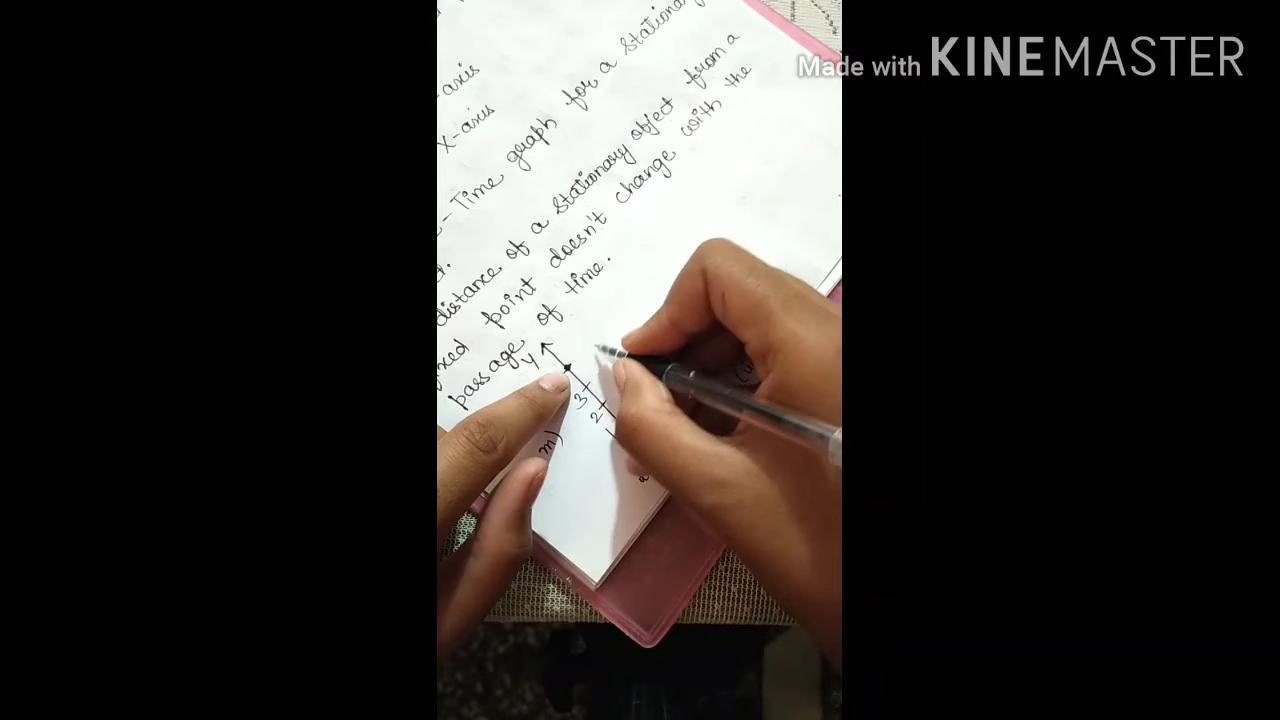 Made with KINEMASTER
-axis
X-axis
- Time graph for a stationary
distance of a stationary object from a
fixed point doesn't change with the
passage of time.
Y
3
2
m)